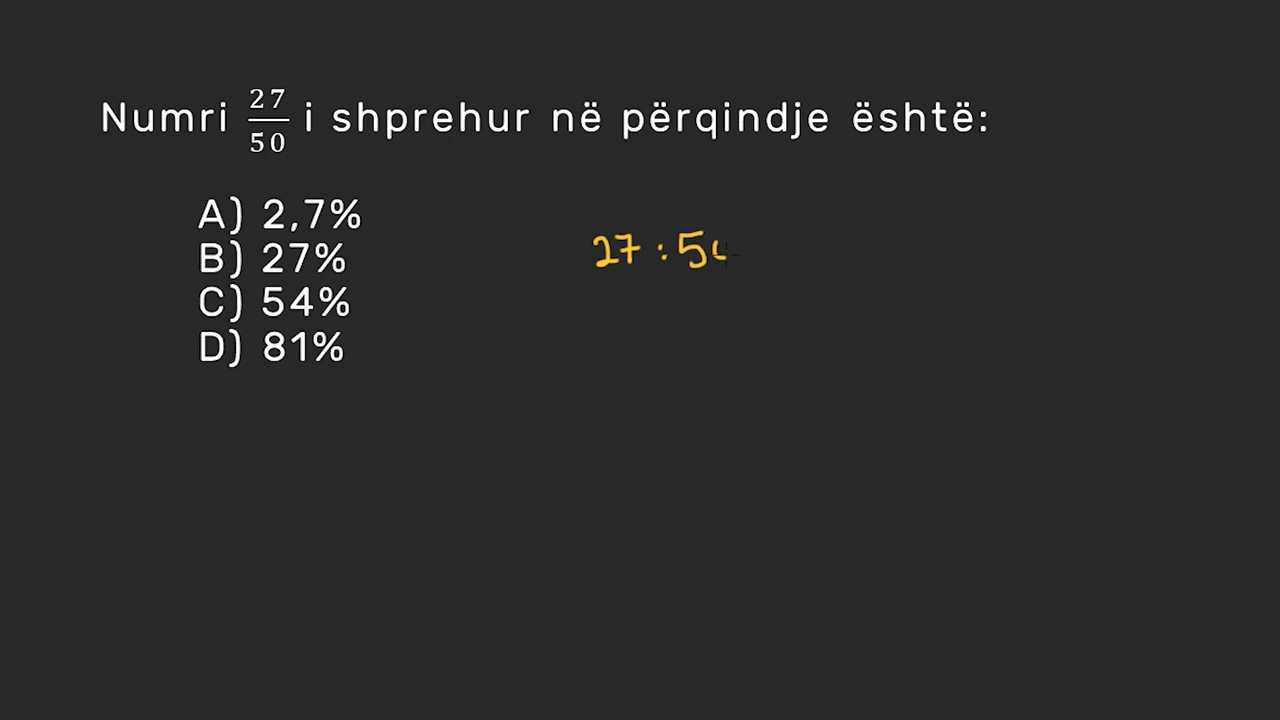 Numri 27/50 i shprehur në përqindje është:
A) 2,7%
B) 27%
C) 54%
D) 81%
27 : 5